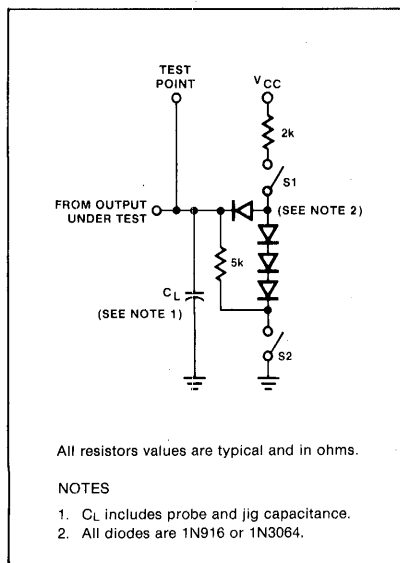 TEST
POINT
VCC
2k
S1
FROM OUTPUT
UNDER TEST
(SEE NOTE 2)
5k
CL
(SEE NOTE 1)
S2
All resistors values are typical and in ohms.
NOTES
1. CL includes probe and jig capacitance.
2. All diodes are 1N916 or 1N3064.